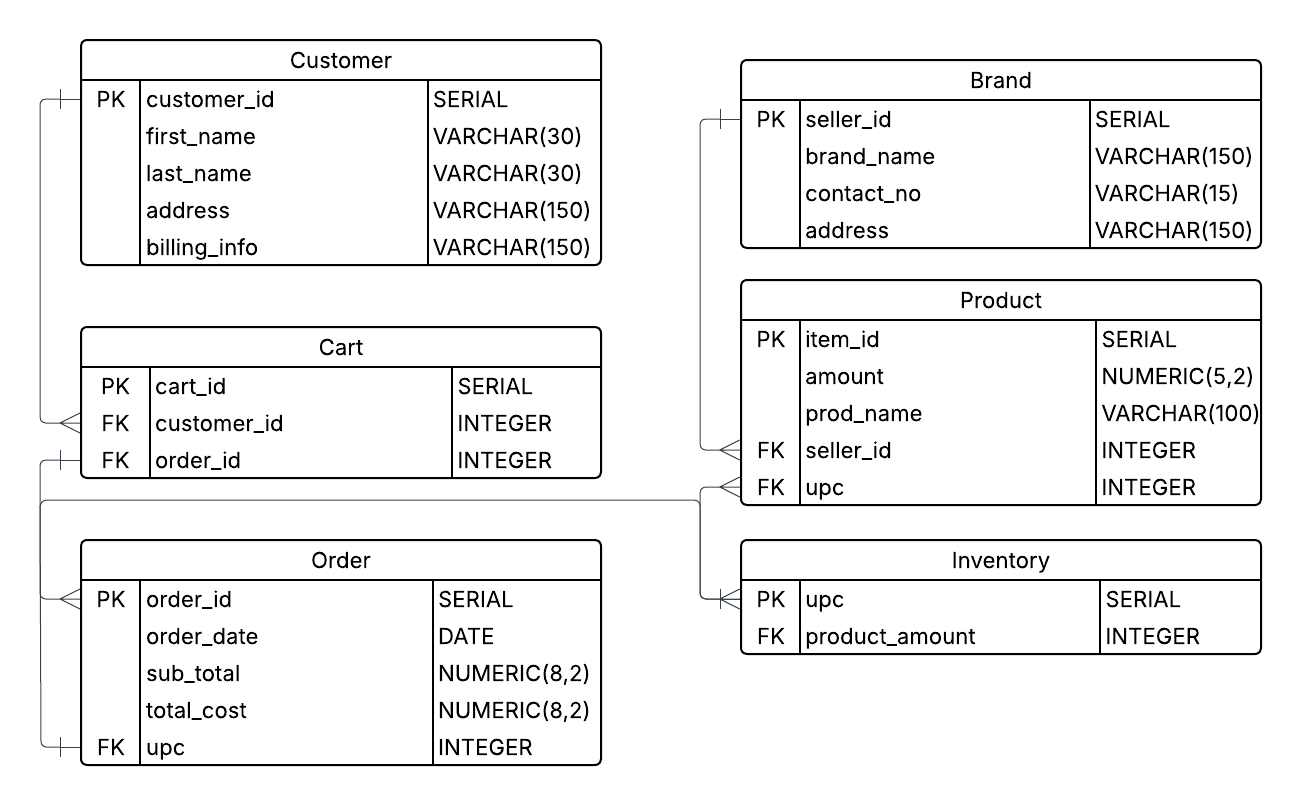 Customer
PK customer_id SERIAL
first_name VARCHAR(30)
last_name VARCHAR(30)
address VARCHAR(150)
billing_info VARCHAR(150)
Cart
PK cart_id SERIAL
FK customer_id INTEGER
FK order_id INTEGER
Order
PK order_id SERIAL
order_date DATE
sub_total NUMERIC(8,2)
total_cost NUMERIC(8,2)
FK upc INTEGER
Brand
PK seller_id SERIAL
brand_name VARCHAR(150)
contact_no VARCHAR(15)
address VARCHAR(150)
Product
PK item_id SERIAL
amount NUMERIC(5,2)
prod_name VARCHAR(100)
FK seller_id INTEGER
FK upc INTEGER
Inventory
PK upc SERIAL
FK product_amount INTEGER